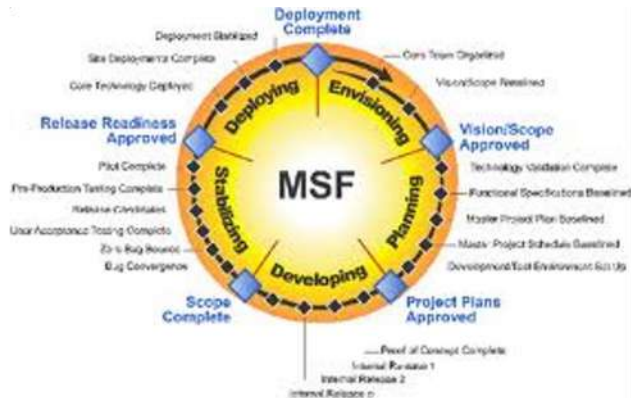 Deployment
Complete
Deployment Stabilized
Site Deployments Complete
Core Technology Deployed
Core Team Organized
Vision/Scope Baselined
Deploying
Envisioning
Release Readiness
Approved
Vision/Scope
Approved
Pilot Complete
Pre-Production Testing Complete
Release Candidates
User Acceptance Testing Complete
Zero Bug Bounce
Bug Convergence
Stabilizing
MSF
Planning
Technology Validation Complete
Functional Specifications Baselined
Master Project Plan Baselined
Master Project Schedule Baselined
Development/Test Environment Set Up
Developing
Scope
Complete
Project Plans
Approved
Proof of Concept Complete
Internal Release 1
Internal Release 2
Internal Release n